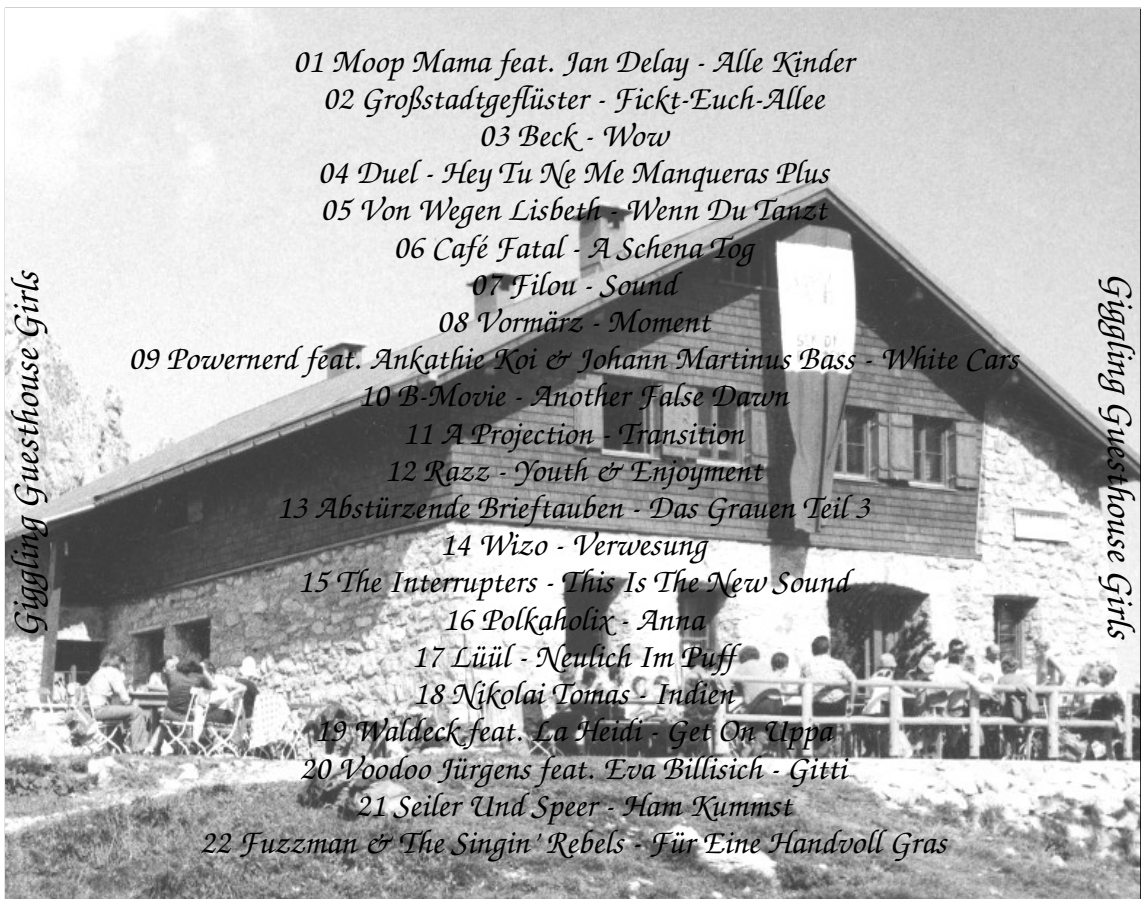 01 Moop Mama feat. Jan Delay - Alle Kinder
02 Großstadtgeflüster - Fickt-Euch-Allee
03 Beck - Wow
04 Duel - Hey Tu Ne Me Manqueras Plus
05 Von Wegen Lisbeth - Wenn Du Tanzt
06 Café Fatal - A Schena Tog
07 Filou - Sound
08 Vormärz - Moment
09 Powernerd feat. Ankathie Koi & Johann Martinus Bass - White Cars
10 B-Movie - Another False Dawn
11 A Projection - Transition
12 Razz - Youth & Enjoyment
13 Abstürzende Brieftauben - Das Grauen Teil 3
14 Wizo - Verwesung
15 The Interrupters - This Is The New Sound
16 Polkaholix - Anna
17 Lüül - Neulich Im Puff
18 Nikolai Tomas - Indien
19 Waldeck feat. La Heidi - Get On Uppa
20 Voodoo Jürgens feat. Eva Billisich - Gitti
21 Seiler Und Speer - Ham Kummst
22 Fuzzman & The Singin' Rebels - Für Eine Handvoll Gras
Giggling Guesthouse Girls
Giggling Guesthouse Girls